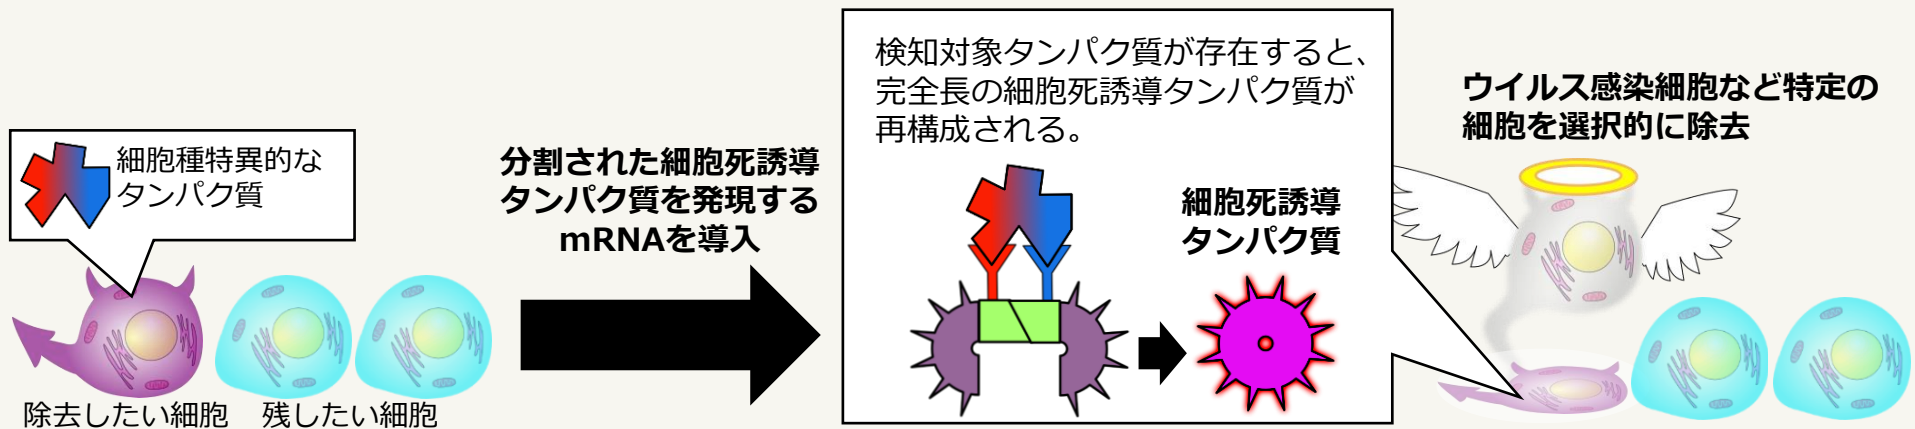 細胞種特異的な
タンパク質
除去したい細胞
残したい細胞
分割された細胞死誘導
タンパク質を発現する
mRNAを導入
検知対象タンパク質が存在すると、
完全長の細胞死誘導タンパク質が
再構成される。
細胞死誘導
タンパク質
ウイルス感染細胞など特定の
細胞を選択的に除去